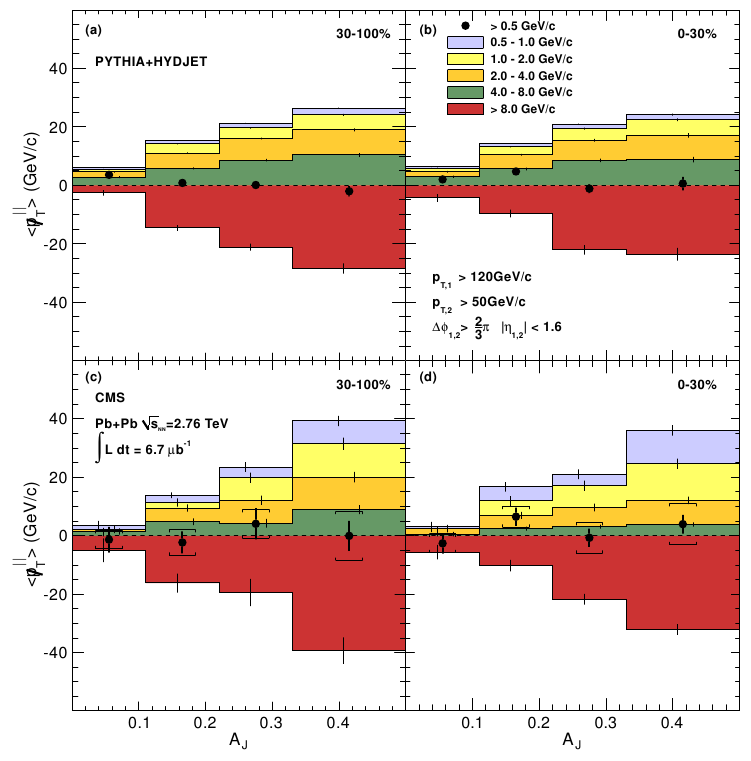 (a) 30-100%
PYTHIA+HYDJET
40
20
0
-20
-40
<p̸_T^||> (GeV/c)
(b) 0-30%
> 0.5 GeV/c
0.5 - 1.0 GeV/c
1.0 - 2.0 GeV/c
2.0 - 4.0 GeV/c
4.0 - 8.0 GeV/c
> 8.0 GeV/c
p_T,1 > 120GeV/c
p_T,2 > 50GeV/c
Δϕ_1,2 > 2/3 π |η_1,2| < 1.6
(c) 30-100%
CMS
Pb+Pb √s_NN=2.76 TeV
∫ L dt = 6.7 μb^-1
40
20
0
-20
-40
<p̸_T^||> (GeV/c)
0.1 0.2 0.3 0.4
A_J
(d) 0-30%
0.1 0.2 0.3 0.4
A_J